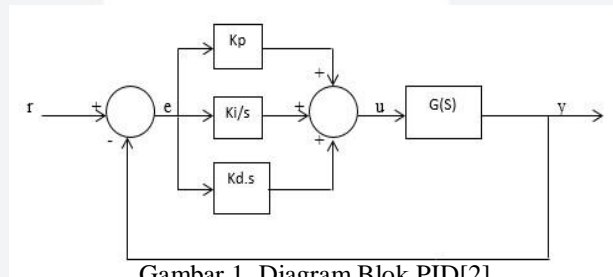 Kp
+
r
+
e
Ki/s
+
u
G(S)
y
-
+
Kd.s
Gambar 1. Diagram Blok PID[2]